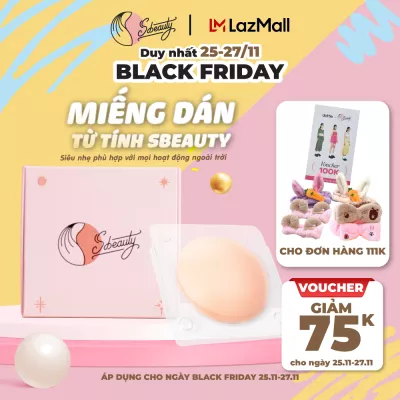 Sbeauty
LazMall
Duy nhất 25-27/11
BLACK FRIDAY
MIẾNG DÁN
TỪ TÍNH SBEAUTY
Siêu nhẹ phù hợp với mọi hoạt động ngoài trời
Sbeauty
Voucher
100K
CHO ĐƠN HÀNG 111K
VOUCHER
GIẢM
75K
cho ngày 25.11-27.11
ÁP DỤNG CHO NGÀY BLACK FRIDAY 25.11-27.11